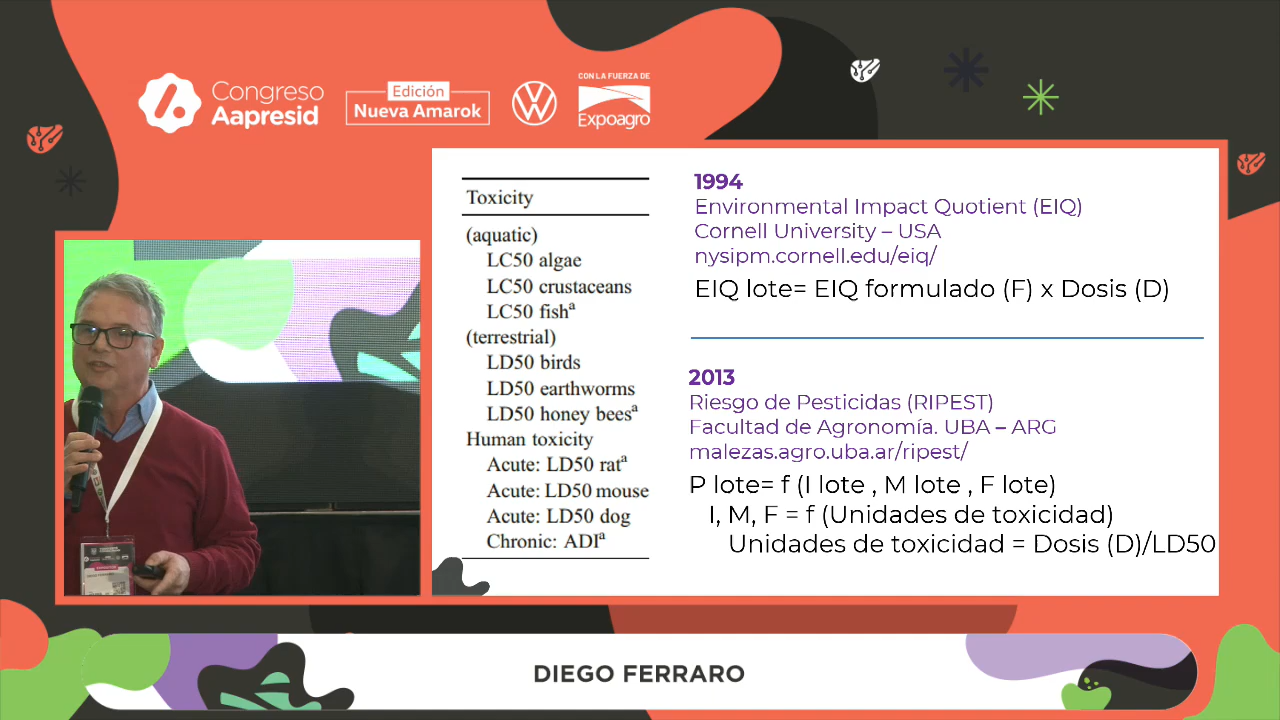 Congreso
Aapresid
Edición
Nueva Amarok
CON LA FUERZA DE
Expoagro
Toxicity
(aquatic)
LC50 algae
LC50 crustaceans
LC50 fishª
(terrestrial)
LD50 birds
LD50 earthworms
LD50 honey beesª
Human toxicity
Acute: LD50 ratª
Acute: LD50 mouse
Acute: LD50 dog
Chronic: ADIª
1994
Environmental Impact Quotient (EIQ)
Cornell University – USA
nysipm.cornell.edu/eiq/
EIQ lote= EIQ formulado (F) x Dosis (D)
2013
Riesgo de Pesticidas (RIPEST)
Facultad de Agronomía. UBA – ARG
malezas.agro.uba.ar/ripest/
P lote= f (I lote , M lote , F lote)
I, M, F = f (Unidades de toxicidad)
Unidades de toxicidad = Dosis (D)/LD50
DIEGO FERRARO